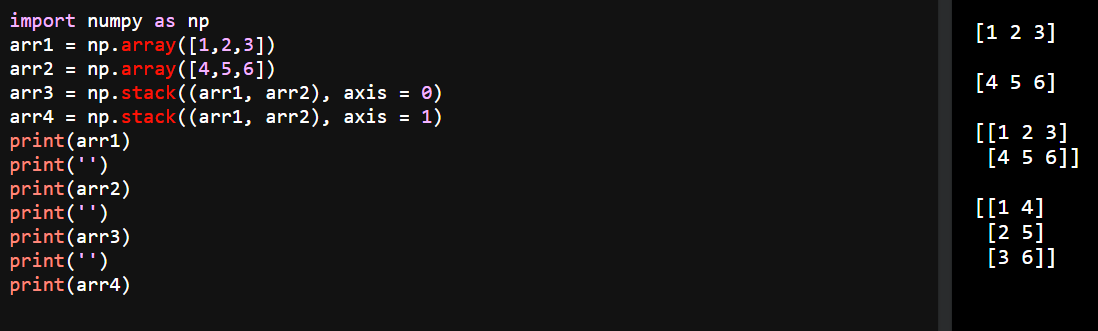 import numpy as np
arr1 = np.array([1,2,3])
arr2 = np.array([4,5,6])
arr3 = np.stack((arr1, arr2), axis = 0)
arr4 = np.stack((arr1, arr2), axis = 1)
print(arr1)
print('')
print(arr2)
print('')
print(arr3)
print('')
print(arr4)
[1 2 3]
[4 5 6]
[[1 2 3]
 [4 5 6]]
[[1 4]
 [2 5]
 [3 6]]